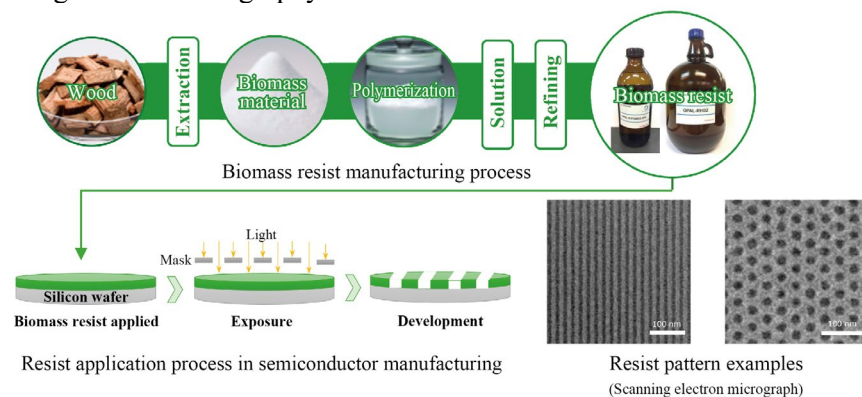 Wood
Extraction
Biomass
material
Polymerization
Solution
Refining
Biomass resist
Biomass resist manufacturing process
Light
Mask
Silicon wafer
Biomass resist applied
Exposure
Development
100 nm
100 nm
Resist application process in semiconductor manufacturing
Resist pattern examples
(Scanning electron micrograph)